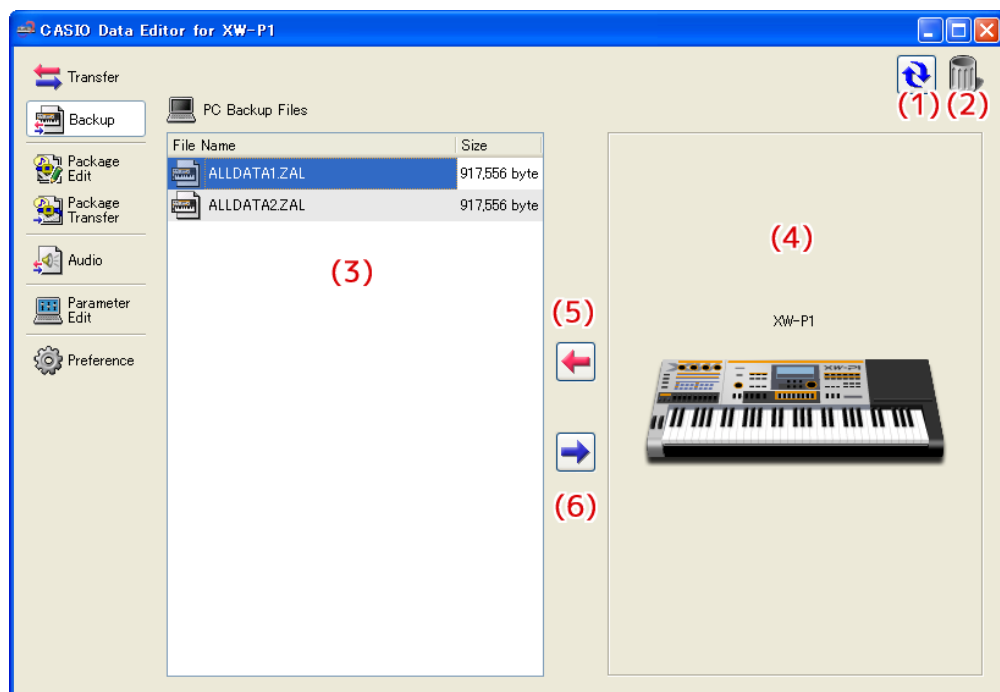 CASIO Data Editor for XW-P1
Transfer
Backup
Package
Edit
Package
Transfer
Audio
Parameter
Edit
Preference
PC Backup Files
File Name Size
ALLDATA1.ZAL 917,556 byte
ALLDATA2.ZAL 917,556 byte
(1) (2)
(3)
(4)
(5)
(6)
XW-P1
XW-P1